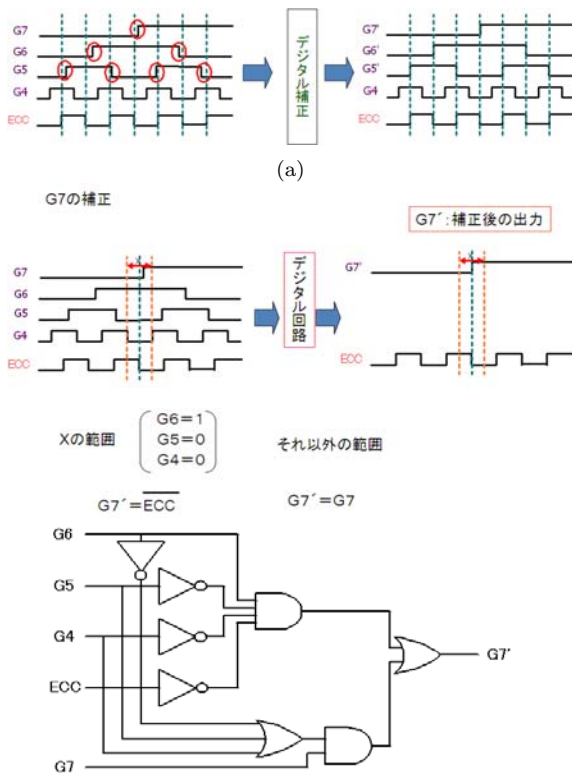 G7
G6
G5
G4
ECC
デジタル補正
G7'
G6'
G5'
G4
ECC
(a)
G7の補正
G7´:補正後の出力
G7
G6
G5
G4
ECC
X
デジタル回路
G7'
ECC
X
Xの範囲
G6=1
G5=0
G4=0
それ以外の範囲
G7´=ECC
G7´=G7
G6
G5
G4
ECC
G7
G7'